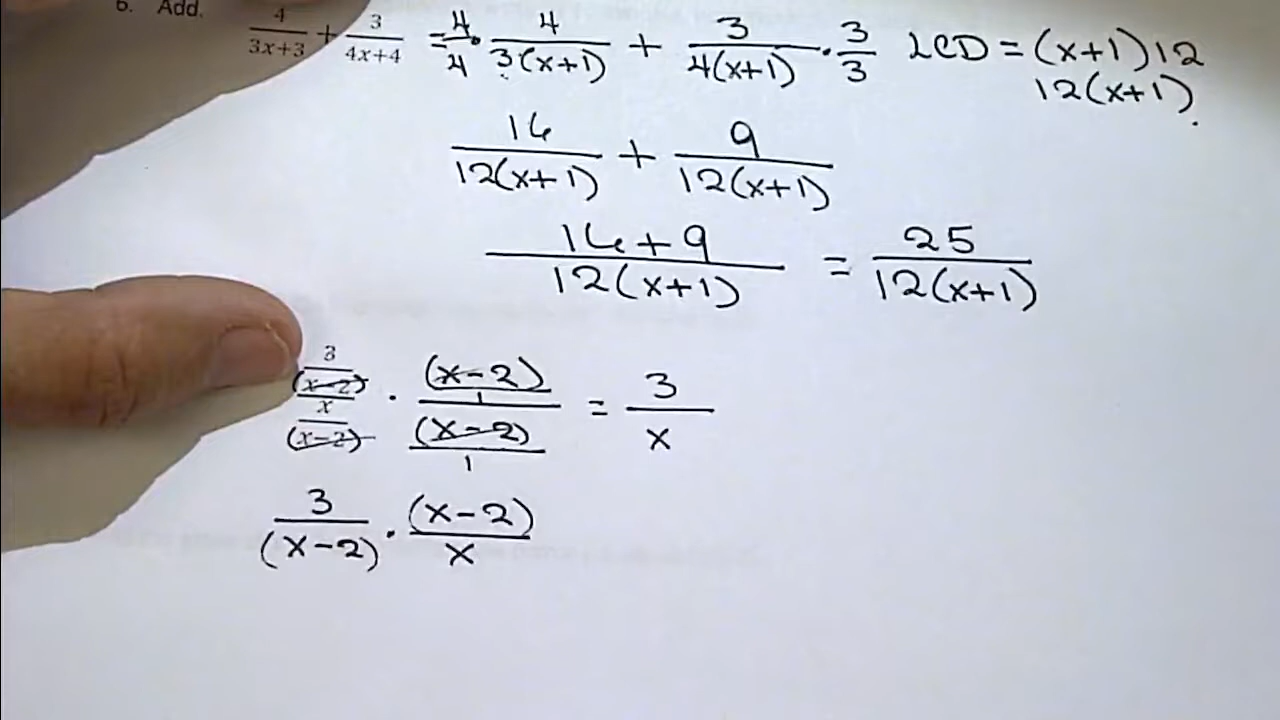 6. Add. 4/(3x+3) + 3/(4x+4) = 4/4 · 4/(3(x+1)) + 3/(4(x+1)) · 3/3 LCD = (x+1)12
12(x+1).
16/(12(x+1)) + 9/(12(x+1))
(16+9)/(12(x+1)) = 25/(12(x+1))
(3/(x-2))/(x/(x-2)) · ((x-2)/1)/((x-2)/1) = 3/x
3/(x-2) · (x-2)/x